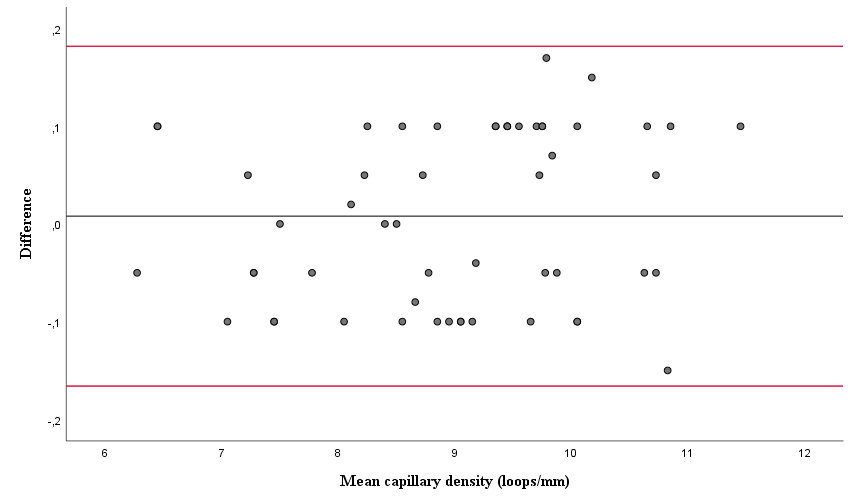 ,2
,1
,0
-,1
-,2
Difference
6 7 8 9 10 11 12
Mean capillary density (loops/mm)